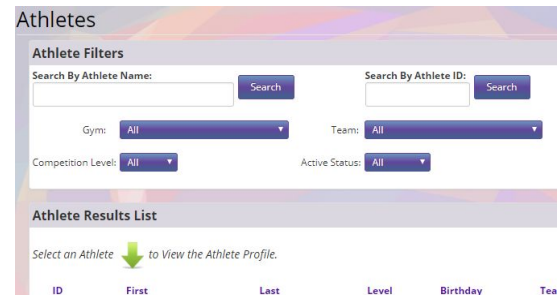 Athletes
Athlete Filters
Search By Athlete Name: Search By Athlete ID:
Search Search
Gym: All Team: All
Competition Level: All Active Status: All
Athlete Results List
Select an Athlete to View the Athlete Profile.
ID First Last Level Birthday Tea